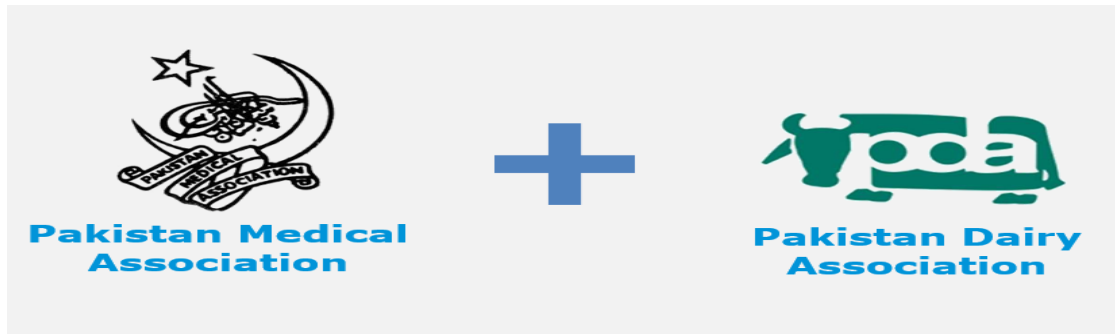 PAKISTAN
MEDICAL
ASSOCIATION
Pakistan Medical
Association
pda
Pakistan Dairy
Association